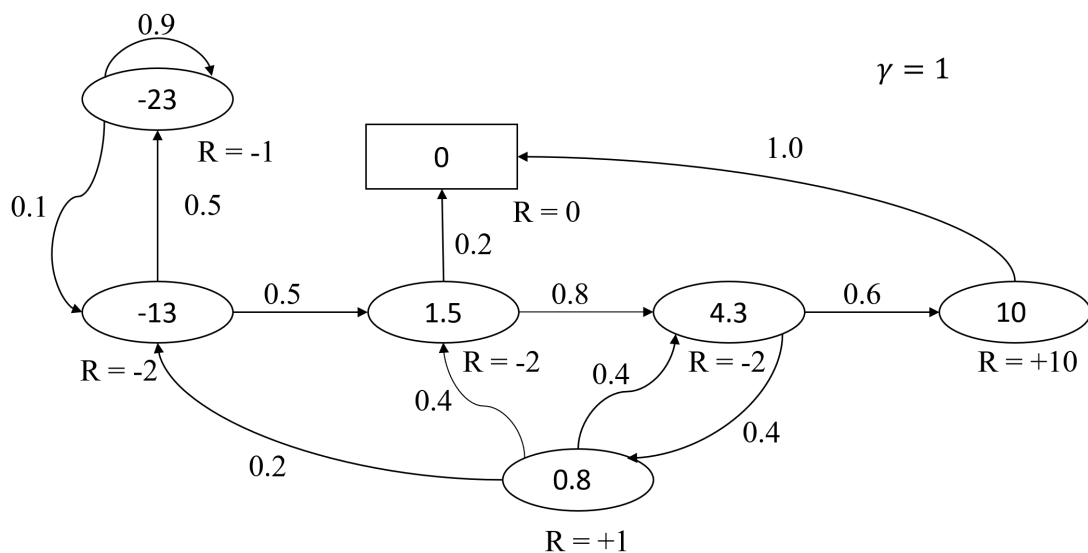 0.9
γ = 1
-23
R = -1
0
1.0
0.1
0.5
R = 0
0.2
-13
0.5
1.5
0.8
4.3
0.6
10
R = -2
R = -2
R = -2
R = +10
0.4
0.4
0.4
0.2
0.8
R = +1